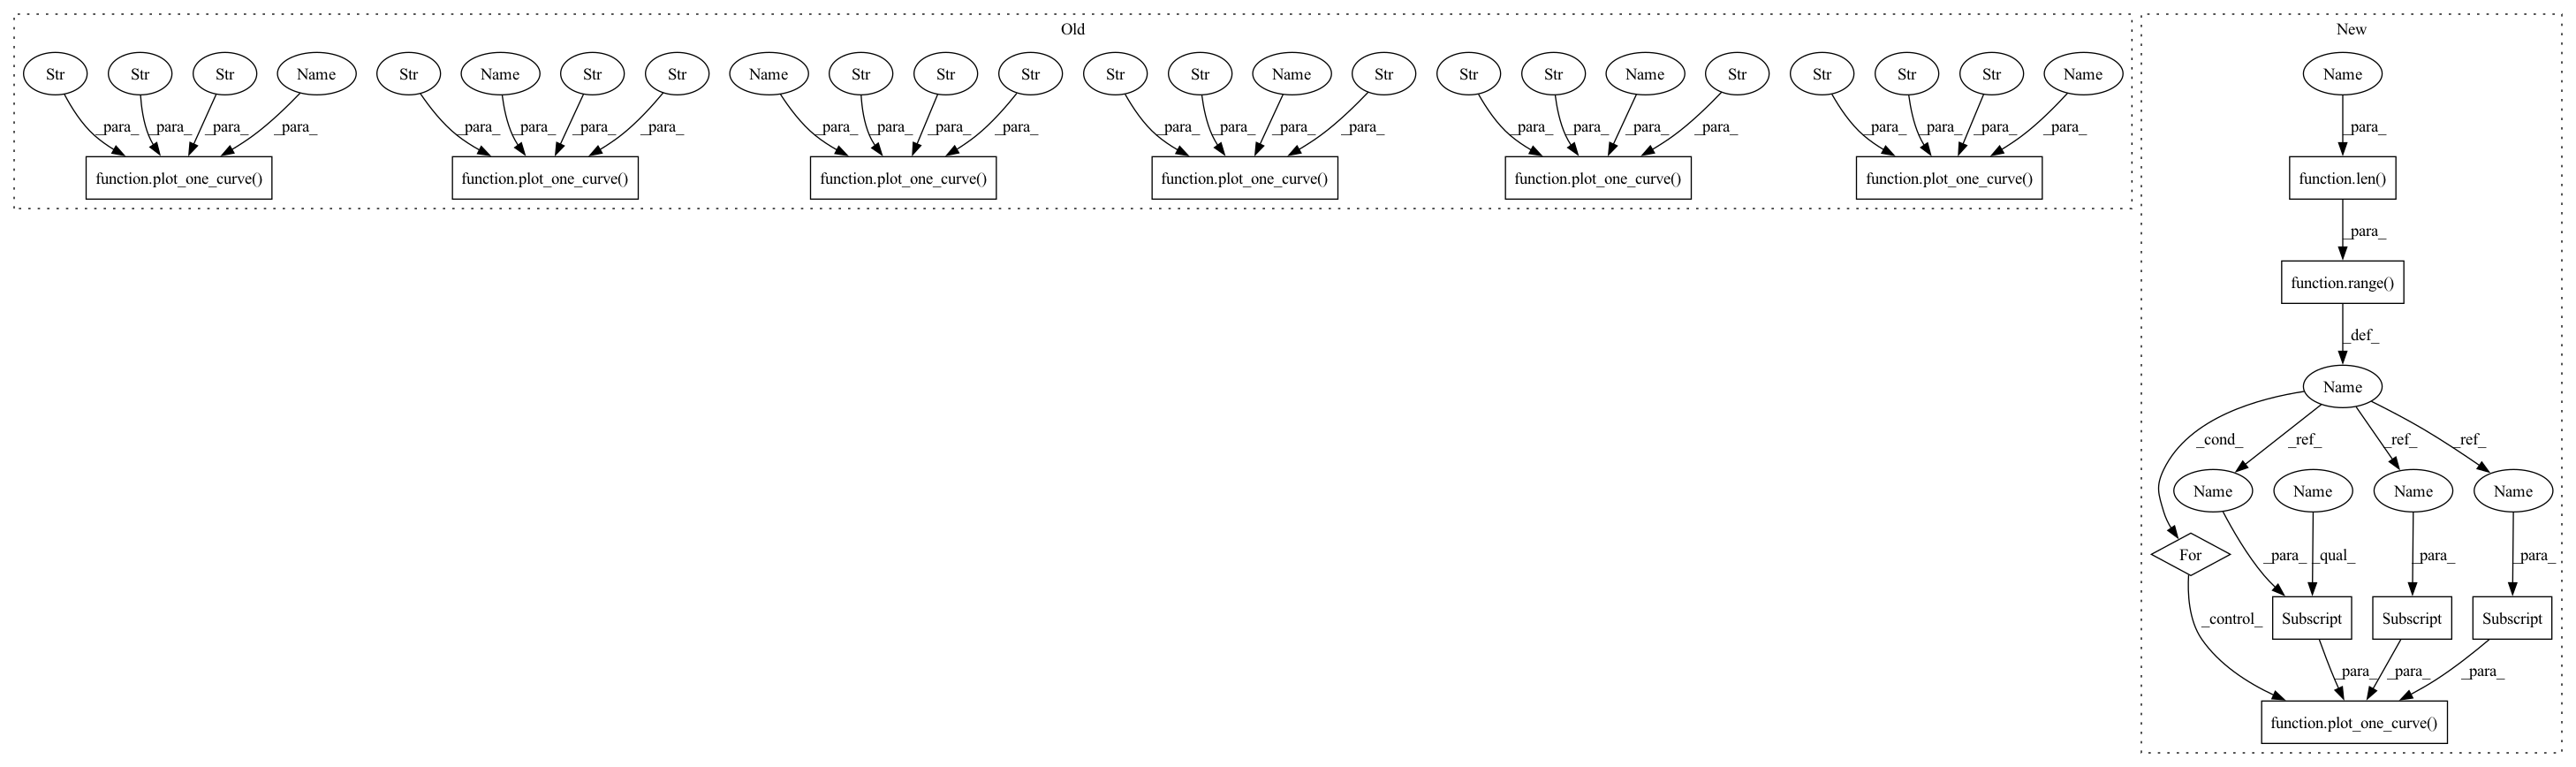 Old
New
Str Str Str Name Str Name Str Str Name Str Str Str Str Str Name Str Str Str Name Str Str Str Str Name
Name
_para_ _para_ _para_ _para_ _para_ _para_ _para_ _para_ _para_ _para_ _para_ _para_ _para_ _para_ _para_ _para_ _para_ _para_ _para_ _para_ _para_ _para_ _para_ _para_
_para_
function.plot_one_curve() function.plot_one_curve() function.plot_one_curve() function.plot_one_curve() function.plot_one_curve() function.plot_one_curve()
function.len()
_para_
function.range()
_def_
Name
_cond_ _ref_ _ref_ _ref_
Name Name Name Name
For _para_ _qual_ _para_ _para_
_control_ Subscript Subscript Subscript
_para_ _para_ _para_
function.plot_one_curve()